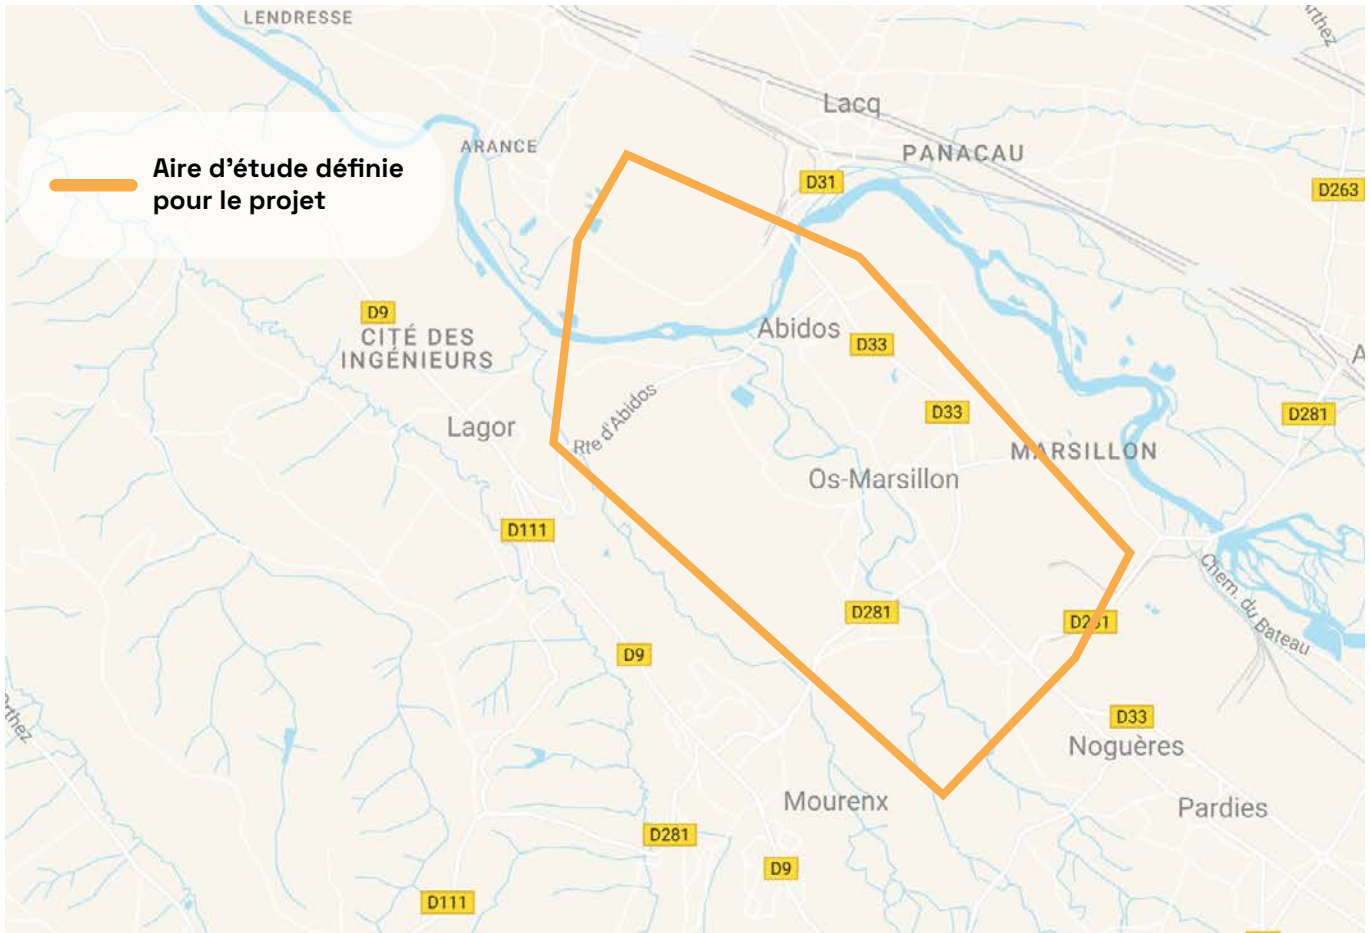 LENDRESSE
Arthez
Lacq
ARANCE
PANACAU
Aire d'étude définie
pour le projet
D31
D263
D9
CITÉ DES
INGÉNIEURS
Abidos
D33
Rte d'Abidos
D33
D281
Lagor
MARSILLON
Os-Marsillon
D111
Chem. du Bateau
D281
D281
D9
D33
Noguères
Mourenx
Pardies
D281
D9
D111